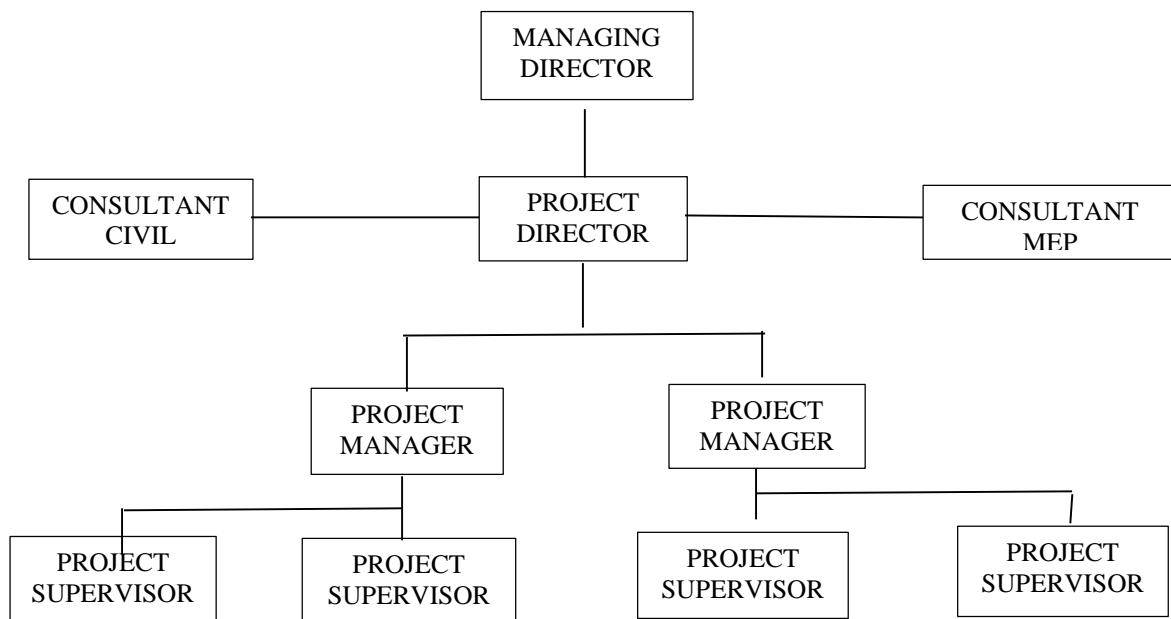 MANAGING
DIRECTOR
CONSULTANT
CIVIL
PROJECT
DIRECTOR
CONSULTANT
MEP
PROJECT
MANAGER
PROJECT
MANAGER
PROJECT
SUPERVISOR
PROJECT
SUPERVISOR
PROJECT
SUPERVISOR
PROJECT
SUPERVISOR